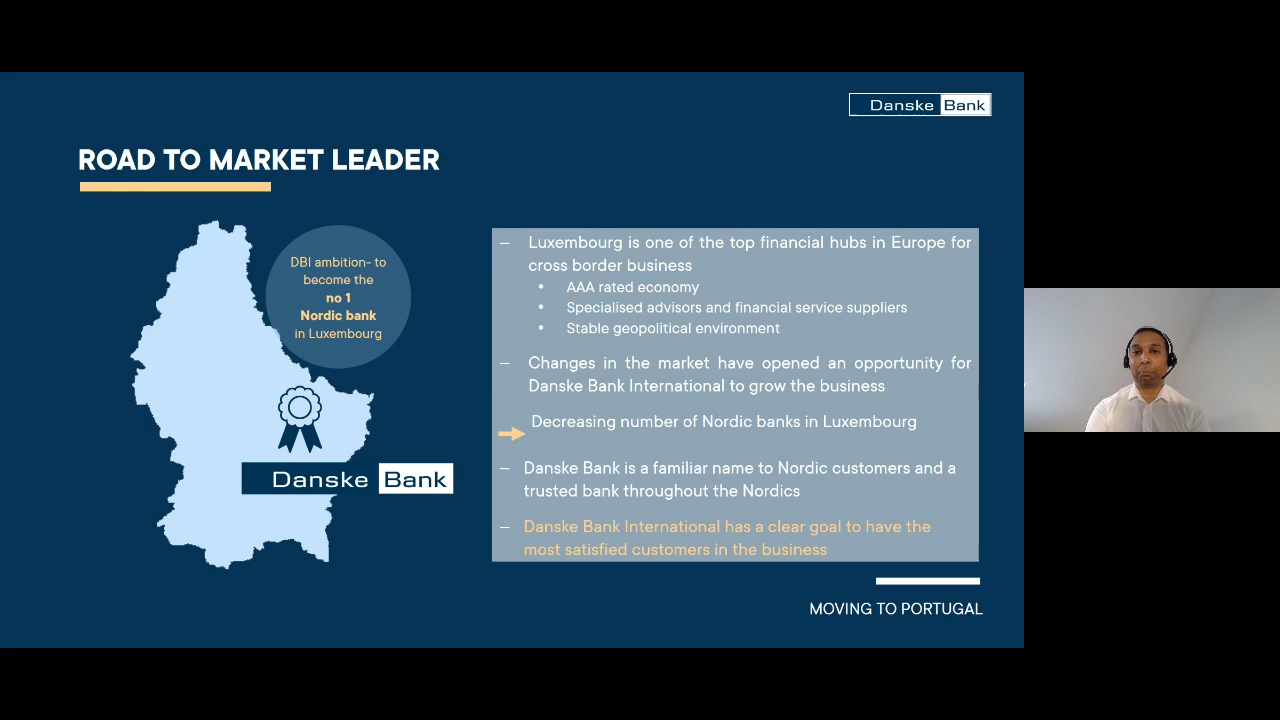 Danske Bank
ROAD TO MARKET LEADER
DBI ambition- to
become the
no 1
Nordic bank
in Luxembourg
Danske Bank
– Luxembourg is one of the top financial hubs in Europe for
cross border business
• AAA rated economy
• Specialised advisors and financial service suppliers
• Stable geopolitical environment
– Changes in the market have opened an opportunity for
Danske Bank International to grow the business
Decreasing number of Nordic banks in Luxembourg
– Danske Bank is a familiar name to Nordic customers and a
trusted bank throughout the Nordics
– Danske Bank International has a clear goal to have the
most satisfied customers in the business
MOVING TO PORTUGAL